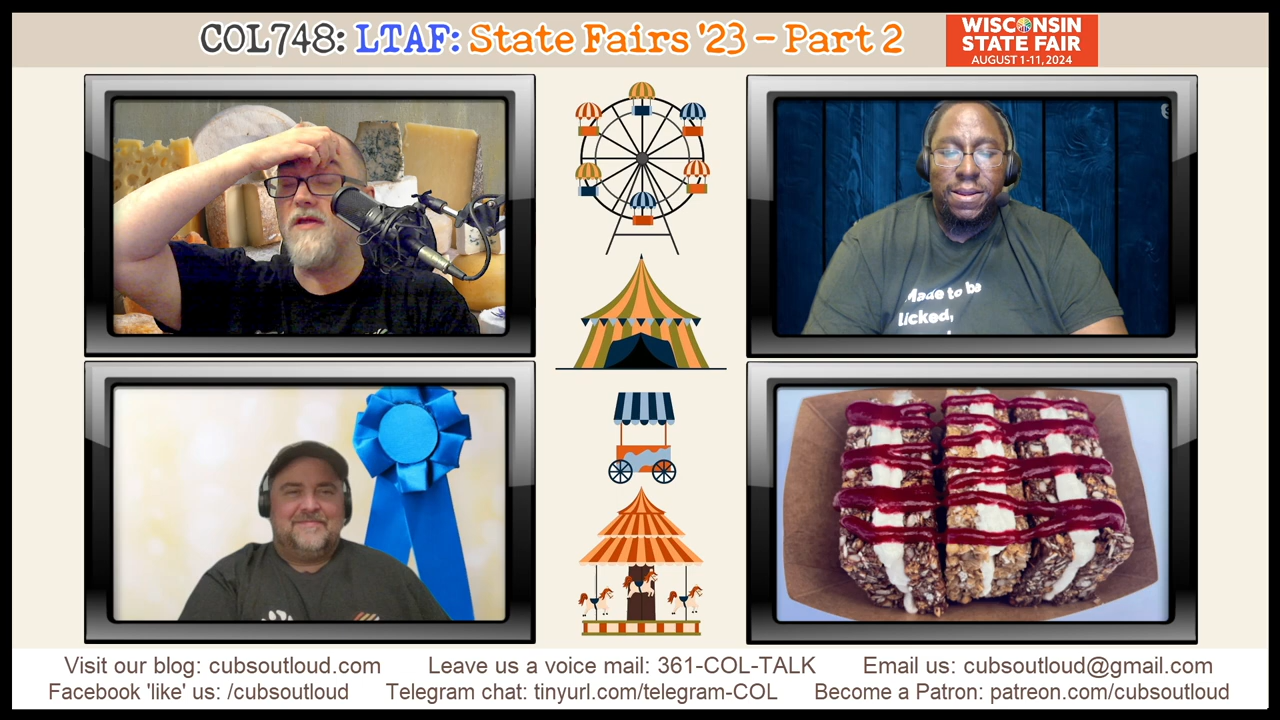 COL748: LTAF: State Fairs '23 - Part 2
WISCONSIN
STATE FAIR
AUGUST 1-11, 2024
Made to be
Licked,
Visit our blog: cubsoutloud.com Leave us a voice mail: 361-COL-TALK Email us: cubsoutloud@gmail.com
Facebook 'like' us: /cubsoutloud Telegram chat: tinyurl.com/telegram-COL Become a Patron: patreon.com/cubsoutloud